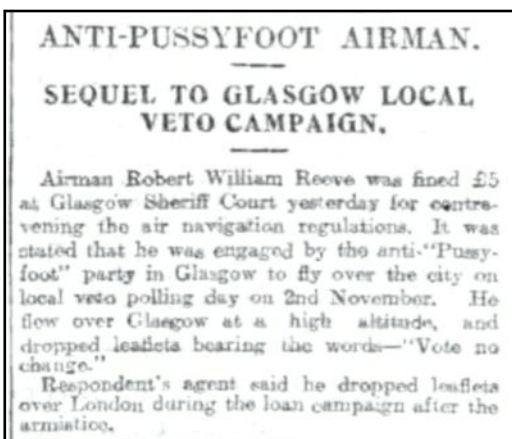 ANTI-PUSSYFOOT AIRMAN.
SEQUEL TO GLASGOW LOCAL
VETO CAMPAIGN.
Airman Robert William Reeve was fined £5
at Glasgow Sheriff Court yesterday for contra-
vening the air navigation regulations. It was
stated that he was engaged by the anti-"Pussy-
foot" party in Glasgow to fly over the city on
local veto polling day on 2nd November. He
flew over Glasgow at a high altitude, and
dropped leaflets bearing the words—"Vote no
change."
Respondent's agent said he dropped leaflets
over London during the loan campaign after the
armistice.